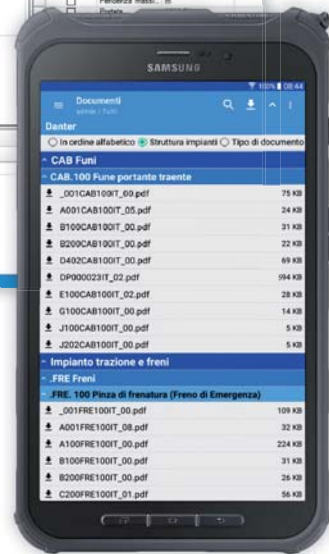 Pendenza massi..
Portata
SAMSUNG
100% 08:44
Documenti
admin / Tutti
Danter
In ordine alfabetico Struttura impianti Tipo di documento
CAB Funi
CAB.100 Fune portante traente
_001CAB100IT_00.pdf 75 KB
A001CAB100IT_05.pdf 24 KB
B100CAB100IT_00.pdf 31 KB
B200CAB100IT_00.pdf 22 KB
D402CAB100IT_00.pdf 69 KB
DP000023IT_02.pdf 594 KB
E100CAB100IT_02.pdf 28 KB
G100CAB100IT_00.pdf 14 KB
J100CAB100IT_00.pdf 5 KB
J202CAB100IT_00.pdf 5 KB
Impianto trazione e freni
.FRE Freni
.FRE. 100 Pinza di frenatura (Freno di Emergenza)
_001FRE100IT_00.pdf 109 KB
A001FRE100IT_08.pdf 32 KB
A100FRE100IT_00.pdf 224 KB
B100FRE100IT_00.pdf 31 KB
B200FRE100IT_00.pdf 26 KB
C200FRE100IT_01.pdf 56 KB